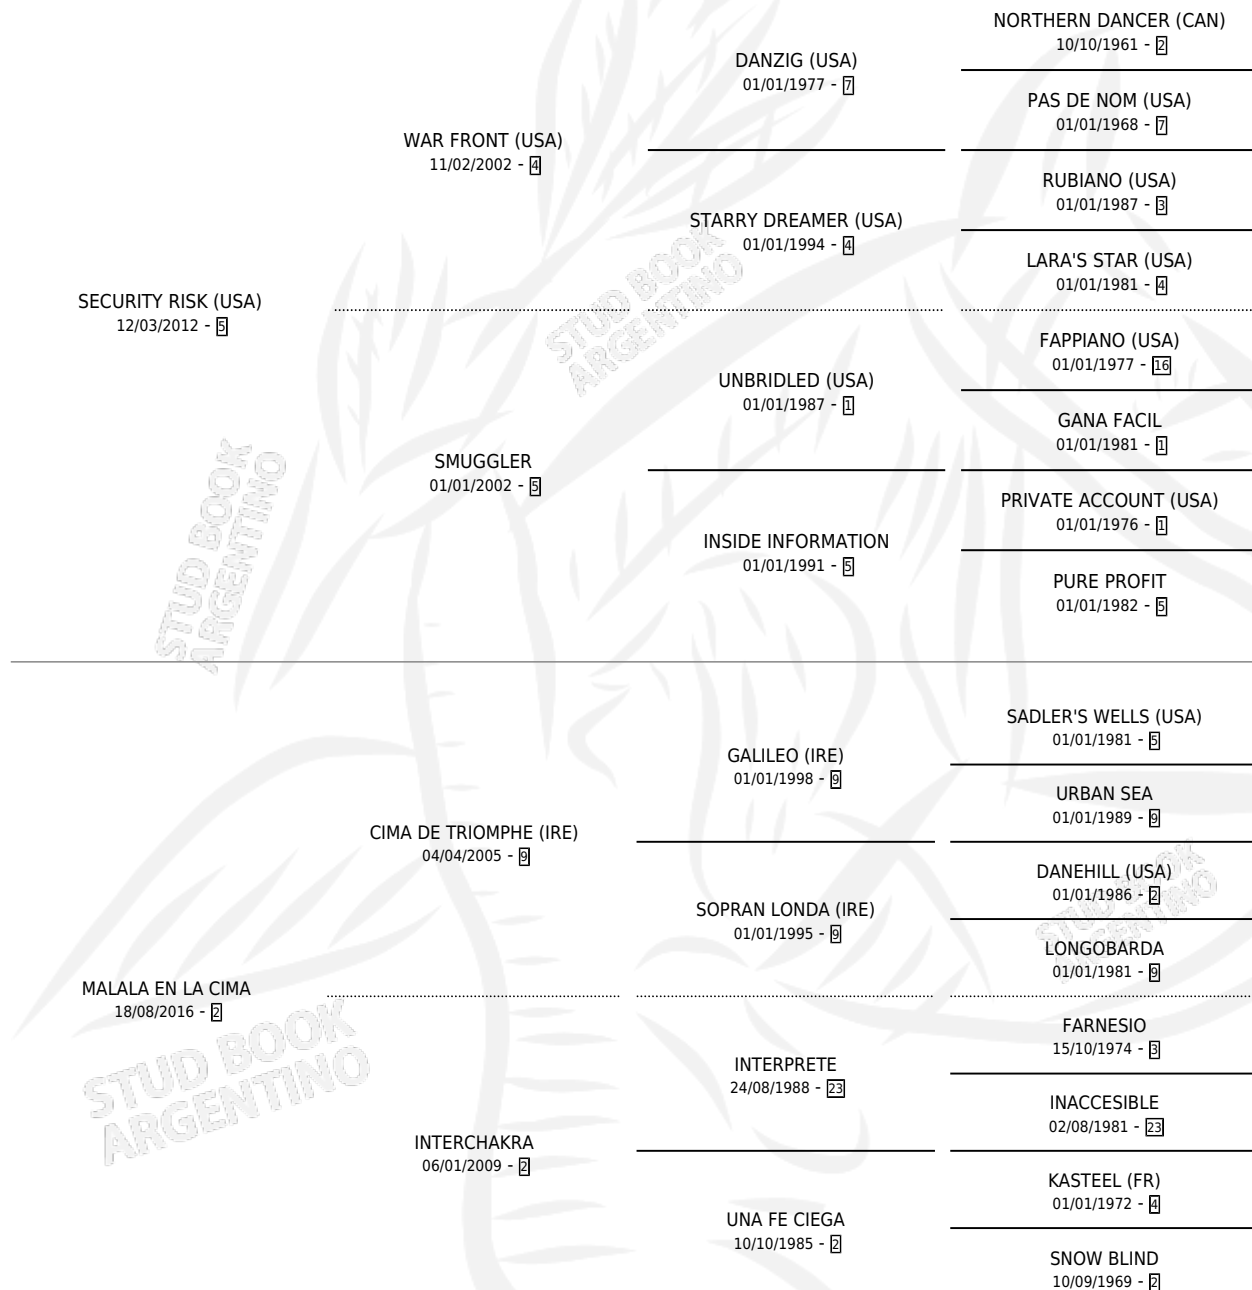 NORTHERN DANCER (CAN)
10/10/1961 - 2
DANZIG (USA)
01/01/1977 - 7
PAS DE NOM (USA)
01/01/1968 - 7
WAR FRONT (USA)
11/02/2002 - 4
RUBIANO (USA)
01/01/1987 - 3
STARRY DREAMER (USA)
01/01/1994 - 4
LARA'S STAR (USA)
01/01/1981 - 4
SECURITY RISK (USA)
12/03/2012 - 5
STUD BOOK
ARGENTINO
FAPPIANO (USA)
01/01/1977 - 16
UNBRIDLED (USA)
01/01/1987 - 1
GANA FACIL
01/01/1981 - 1
SMUGGLER
01/01/2002 - 5
PRIVATE ACCOUNT (USA)
01/01/1976 - 1
INSIDE INFORMATION
01/01/1991 - 5
PURE PROFIT
01/01/1982 - 5
STUD BOOK
ARGENTINO
SADLER'S WELLS (USA)
01/01/1981 - 5
GALILEO (IRE)
01/01/1998 - 9
URBAN SEA
01/01/1989 - 9
CIMA DE TRIOMPHE (IRE)
04/04/2005 - 9
DANEHILL (USA)
01/01/1986 - 2
SOPRAN LONDA (IRE)
01/01/1995 - 9
STUD BOOK
ARGENTINO
LONGOBARDA
01/01/1981 - 9
MALALA EN LA CIMA
18/08/2016 - 2
FARNESIO
15/10/1974 - 3
STUD BOOK
ARGENTINO
INTERPRETE
24/08/1988 - 23
INACCESIBLE
02/08/1981 - 23
INTERCHAKRA
06/01/2009 - 2
KASTEEL (FR)
01/01/1972 - 4
UNA FE CIEGA
10/10/1985 - 2
SNOW BLIND
10/09/1969 - 2